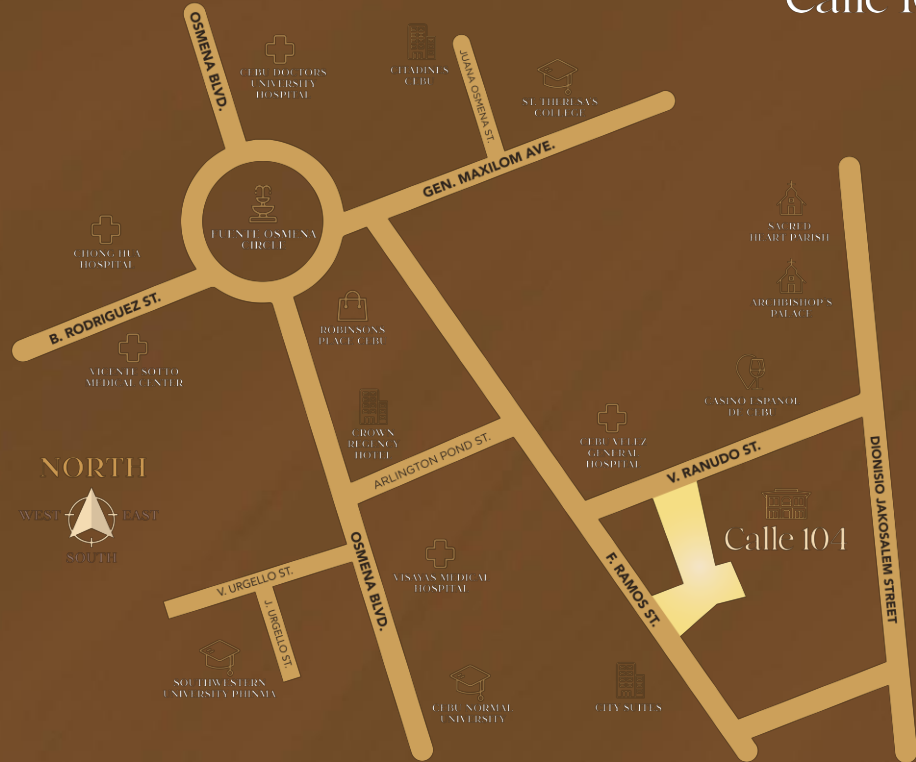 Calle 1
OSMENA BLVD.
CEBU DOCTORS
UNIVERSITY
HOSPITAL
CITADINES
CEBU
JUANA OSMENA ST.
ST. THERESA'S
COLLEGE
GEN. MAXILOM AVE.
FUENTE OSMENA
CIRCLE
CHONG HUA
HOSPITAL
SACRED
HEART PARISH
B. RODRIGUEZ ST.
ROBINSONS
PLACE CEBU
ARCHBISHOP'S
PALACE
VICENTE SOTTO
MEDICAL CENTER
CASINO ESPANOL
DE CEBU
CROWN
REGENCY
HOTEL
ARLINGTON POND ST.
CEBU VELEZ
GENERAL
HOSPITAL
V. RANUDO ST.
DIONISIO JAKOSALEM STREET
NORTH
WEST
EAST
SOUTH
Calle 104
OSMENA BLVD.
VISAYAS MEDICAL
HOSPITAL
F. RAMOS ST.
V. URGELLO ST.
J. URGELLO ST.
SOUTHWESTERN
UNIVERSITY PHINMA
CEBU NORMAL
UNIVERSITY
CITY SUITES